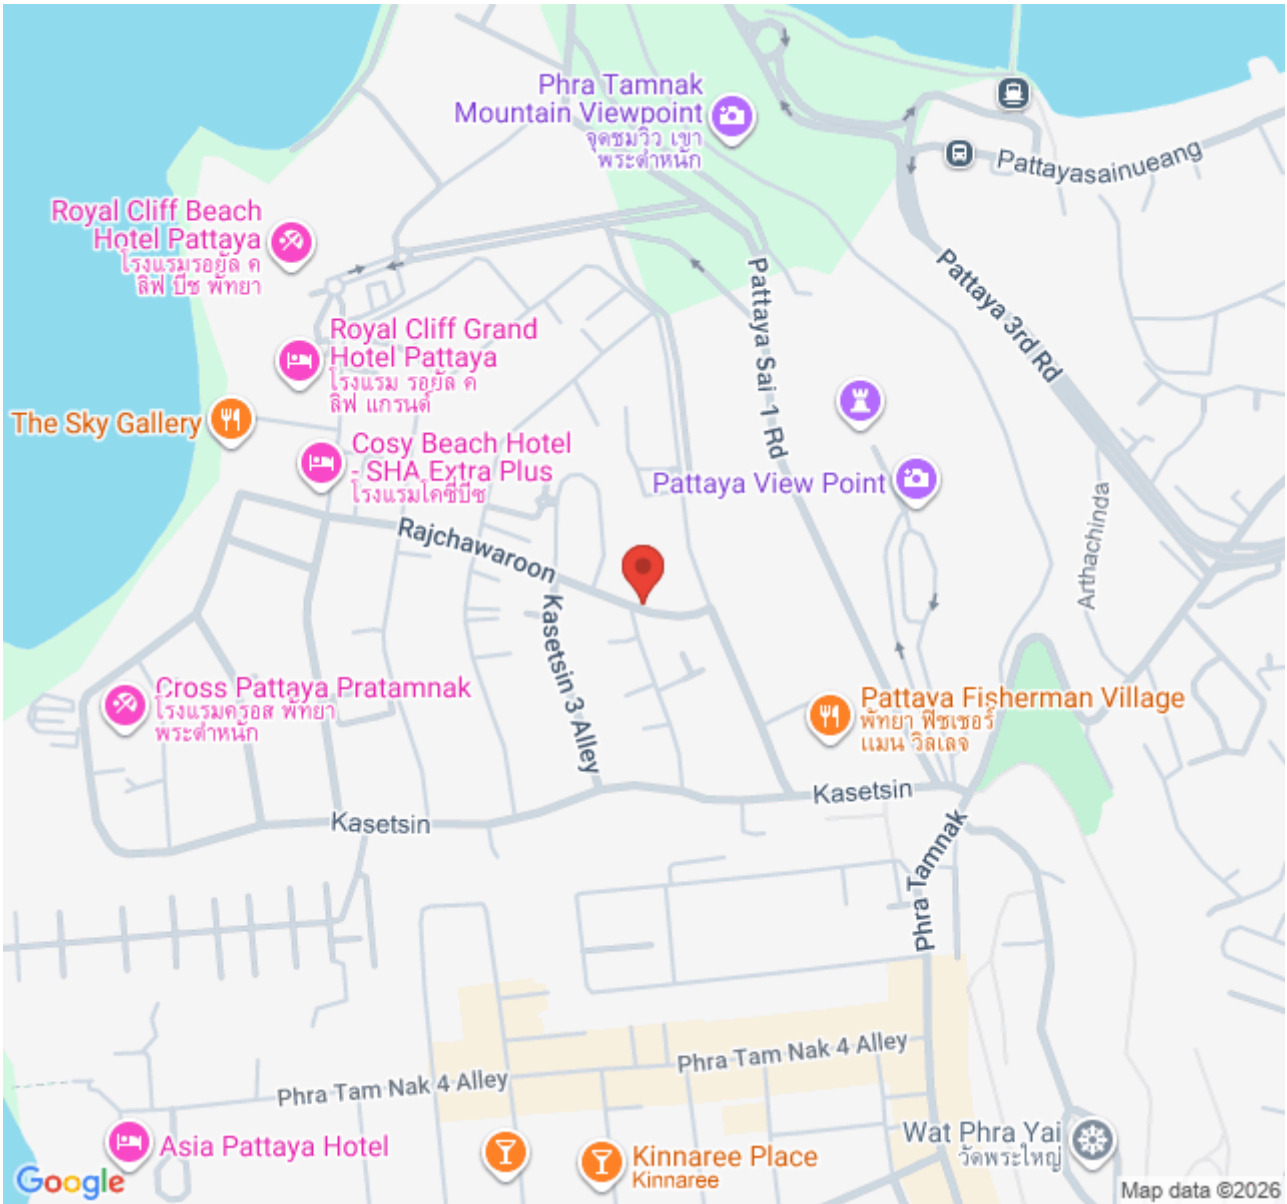 Phra Tamnak
Mountain Viewpoint
จุดชมวิว เขา
พระตำหนัก
Pattayasainueang
Royal Cliff Beach
Hotel Pattaya
โรงแรมรอยัล ค
ลิฟ บีช พัทยา
Pattaya 3rd Rd
Pattaya Sai 1 Rd
Royal Cliff Grand
Hotel Pattaya
โรงแรม รอยัล ค
ลิฟ แกรนด์
The Sky Gallery
Cosy Beach Hotel
- SHA Extra Plus
โรงแรมโคซีบีช
Pattaya View Point
Arthachinda
Rajchawaroon
Kasetsin 3 Alley
Cross Pattaya Pratamnak
โรงแรมครอส พัทยา
พระตำหนัก
Pattaya Fisherman Village
พัทยา ฟิชเชอร์
แมน วิลเลจ
Kasetsin
Kasetsin
Phra Tamnak
Phra Tam Nak 4 Alley
Phra Tam Nak 4 Alley
Asia Pattaya Hotel
Kinnaree Place
Kinnaree
Wat Phra Yai
วัดพระใหญ่
Google
Map data ©2026